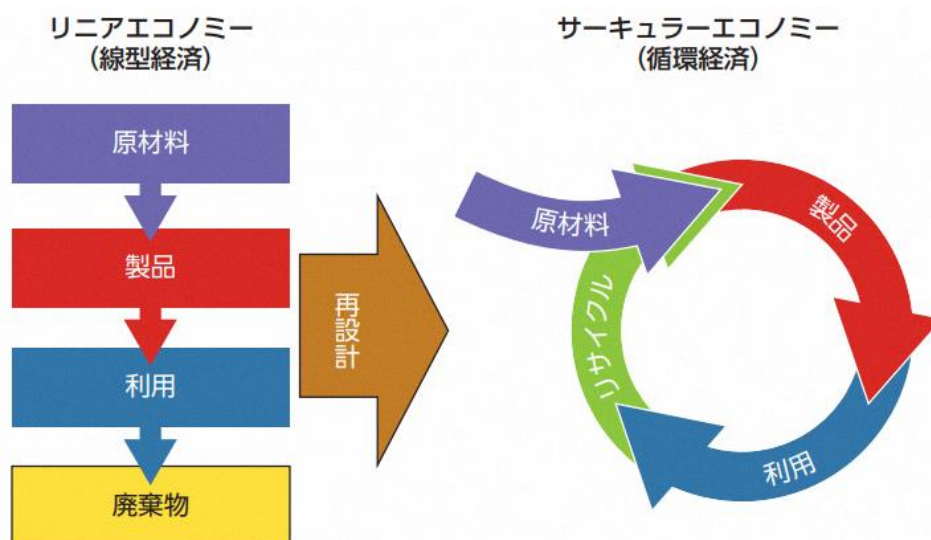 リニアエコノミー
（線型経済）
原材料
製品
利用
廃棄物
再設計
サーキュラーエコノミー
（循環経済）
原材料
製品
利用
リサイクル